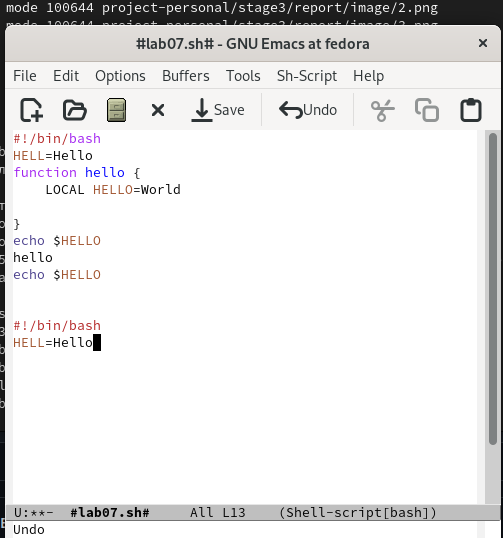 mode 100644 project-personal/stage3/report/image/2.png
mode 100644 project-personal/stage3/report/image/3.png
#lab07.sh# - GNU Emacs at fedora
File Edit Options Buffers Tools Sh-Script Help
Save Undo
#!/bin/bash
HELL=Hello
function hello {
    LOCAL HELLO=World
}
echo $HELLO
hello
echo $HELLO
#!/bin/bash
HELL=Hello
U:**-  #lab07.sh#     All L13    (Shell-script[bash])
Undo